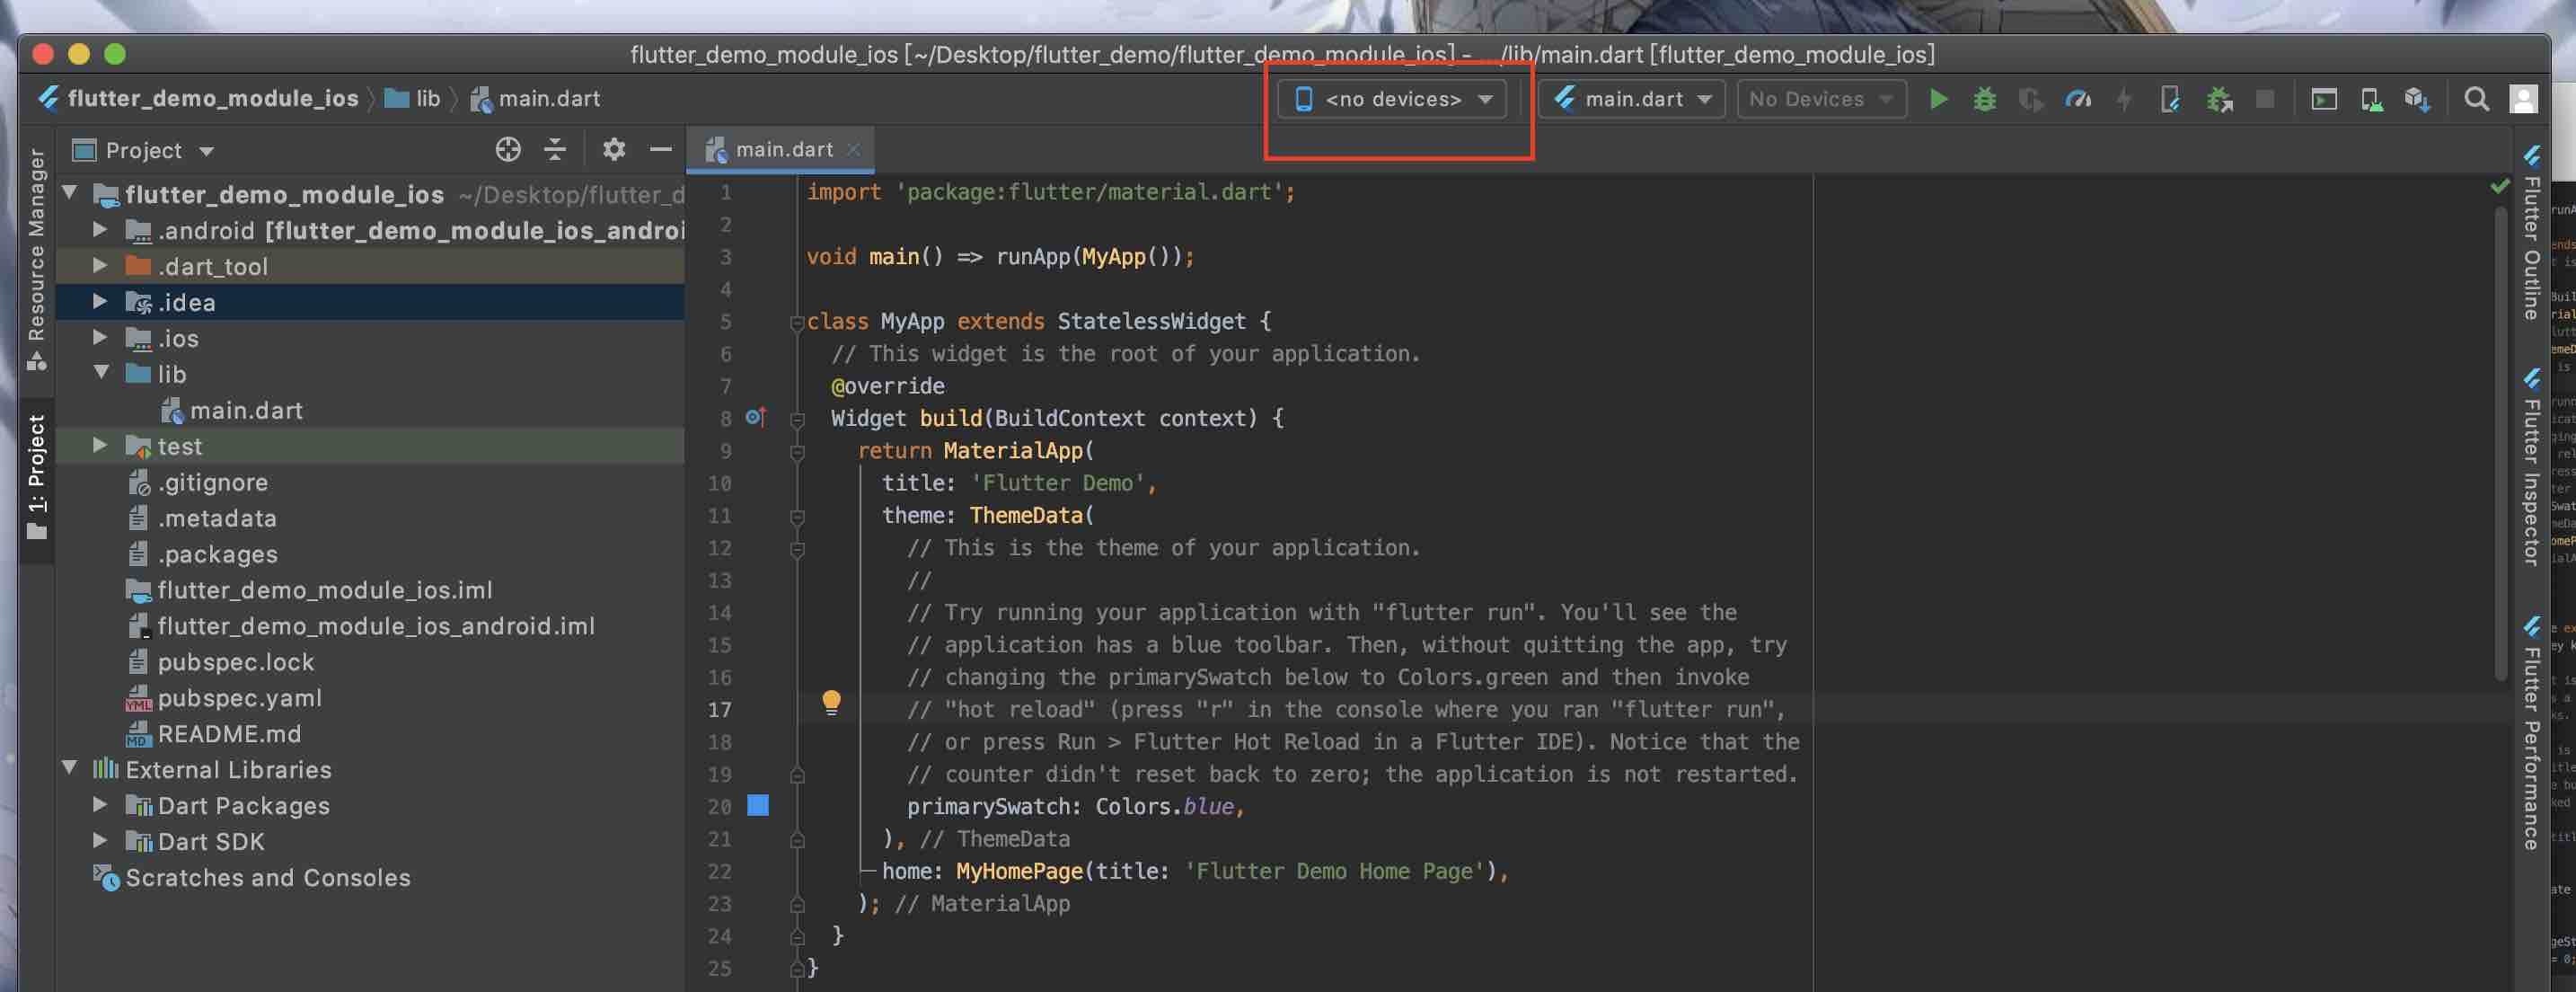 flutter_demo_module_ios [~/Desktop/flutter_demo/flutter_demo_module_ios] - .../lib/main.dart [flutter_demo_module_ios]
flutter_demo_module_ios lib main.dart <no devices> main.dart No Devices
Project main.dart
Resource Manager
1: Project
flutter_demo_module_ios ~/Desktop/flutter_d
.android [flutter_demo_module_ios_androi
.dart_tool
.idea
.ios
lib
main.dart
test
.gitignore
.metadata
.packages
flutter_demo_module_ios.iml
flutter_demo_module_ios_android.iml
pubspec.lock
pubspec.yaml
README.md
External Libraries
Dart Packages
Dart SDK
Scratches and Consoles
1 import 'package:flutter/material.dart';
2
3 void main() => runApp(MyApp());
4
5 class MyApp extends StatelessWidget {
6 // This widget is the root of your application.
7 @override
8 Widget build(BuildContext context) {
9 return MaterialApp(
10 title: 'Flutter Demo',
11 theme: ThemeData(
12 // This is the theme of your application.
13 //
14 // Try running your application with "flutter run". You'll see the
15 // application has a blue toolbar. Then, without quitting the app, try
16 // changing the primarySwatch below to Colors.green and then invoke
17 // "hot reload" (press "r" in the console where you ran "flutter run",
18 // or press Run > Flutter Hot Reload in a Flutter IDE). Notice that the
19 // counter didn't reset back to zero; the application is not restarted.
20 primarySwatch: Colors.blue,
21 ), // ThemeData
22 home: MyHomePage(title: 'Flutter Demo Home Page'),
23 ); // MaterialApp
24 }
25 }
Flutter Outline
Flutter Inspector
Flutter Performance